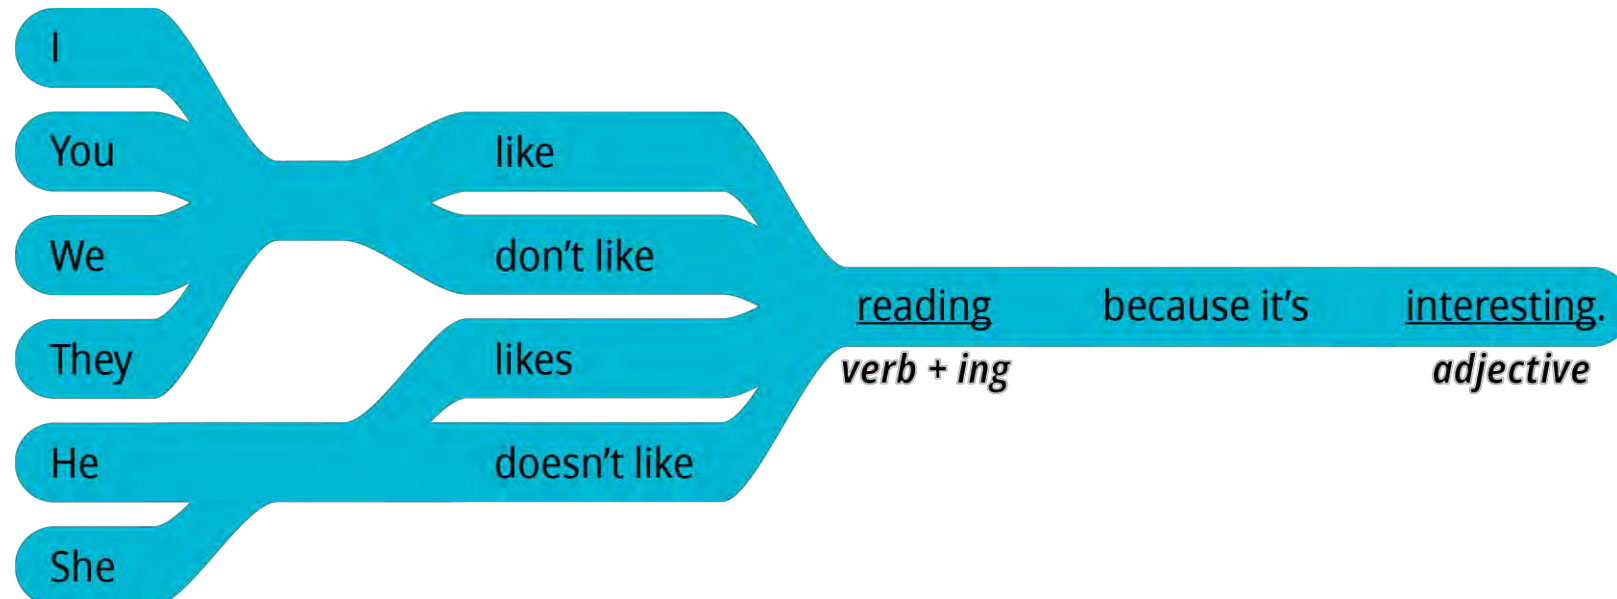 I
You
We
They
He
She
like
don't like
likes
doesn't like
reading because it's interesting.
verb + ing adjective